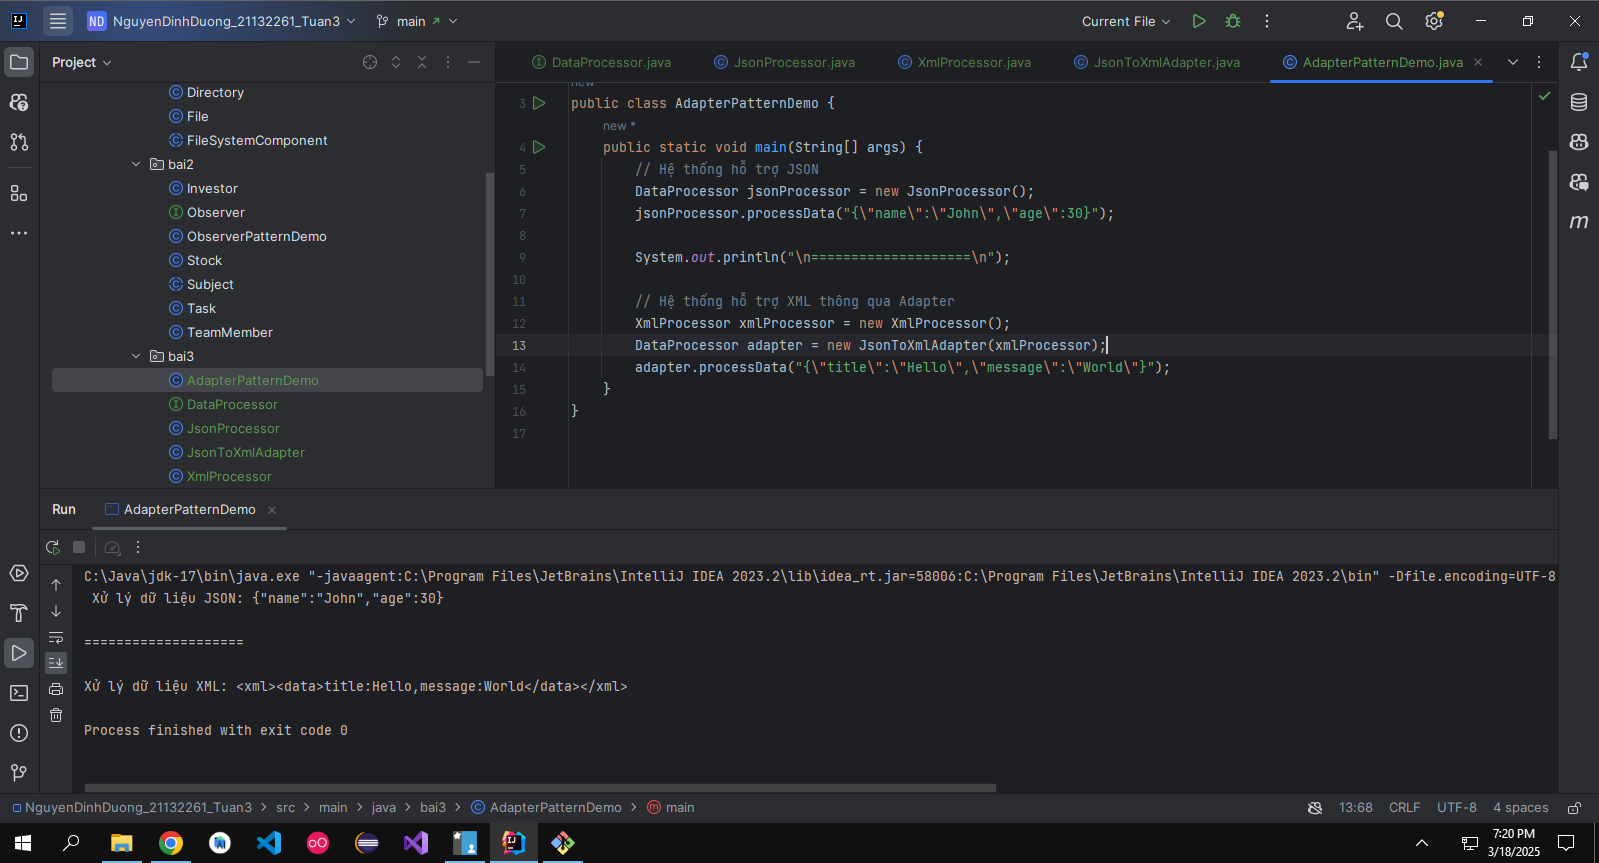 ND NguyenDinhDuong_21132261_Tuan3
main
Current File
Project
Directory
File
FileSystemComponent
bai2
Investor
Observer
ObserverPatternDemo
Stock
Subject
Task
TeamMember
bai3
AdapterPatternDemo
DataProcessor
JsonProcessor
JsonToXmlAdapter
XmlProcessor
DataProcessor.java JsonProcessor.java XmlProcessor.java JsonToXmlAdapter.java AdapterPatternDemo.java
new
3 public class AdapterPatternDemo {
new *
4 public static void main(String[] args) {
5 // Hệ thống hỗ trợ JSON
6 DataProcessor jsonProcessor = new JsonProcessor();
7 jsonProcessor.processData("{\"name\":\"John\",\"age\":30}");
8
9 System.out.println("\n====================\n");
10
11 // Hệ thống hỗ trợ XML thông qua Adapter
12 XmlProcessor xmlProcessor = new XmlProcessor();
13 DataProcessor adapter = new JsonToXmlAdapter(xmlProcessor);
14 adapter.processData("{\"title\":\"Hello\",\"message\":\"World\"}");
15 }
16 }
17
Run AdapterPatternDemo
C:\Java\jdk-17\bin\java.exe "-javaagent:C:\Program Files\JetBrains\IntelliJ IDEA 2023.2\lib\idea_rt.jar=58006:C:\Program Files\JetBrains\IntelliJ IDEA 2023.2\bin" -Dfile.encoding=UTF-8
Xử lý dữ liệu JSON: {"name":"John","age":30}
====================
Xử lý dữ liệu XML: <xml><data>title:Hello,message:World</data></xml>
Process finished with exit code 0
NguyenDinhDuong_21132261_Tuan3 > src > main > java > bai3 > AdapterPatternDemo > main
13:68 CRLF UTF-8 4 spaces
7:20 PM
3/18/2025